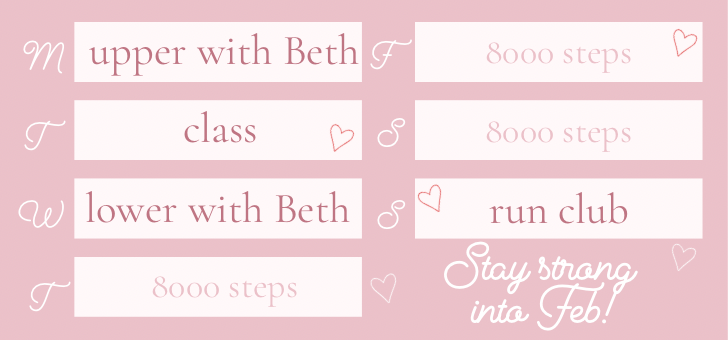 M upper with Beth
T class
W lower with Beth
T 8000 steps
F 8000 steps
S 8000 steps
S run club
Stay strong
into Feb!